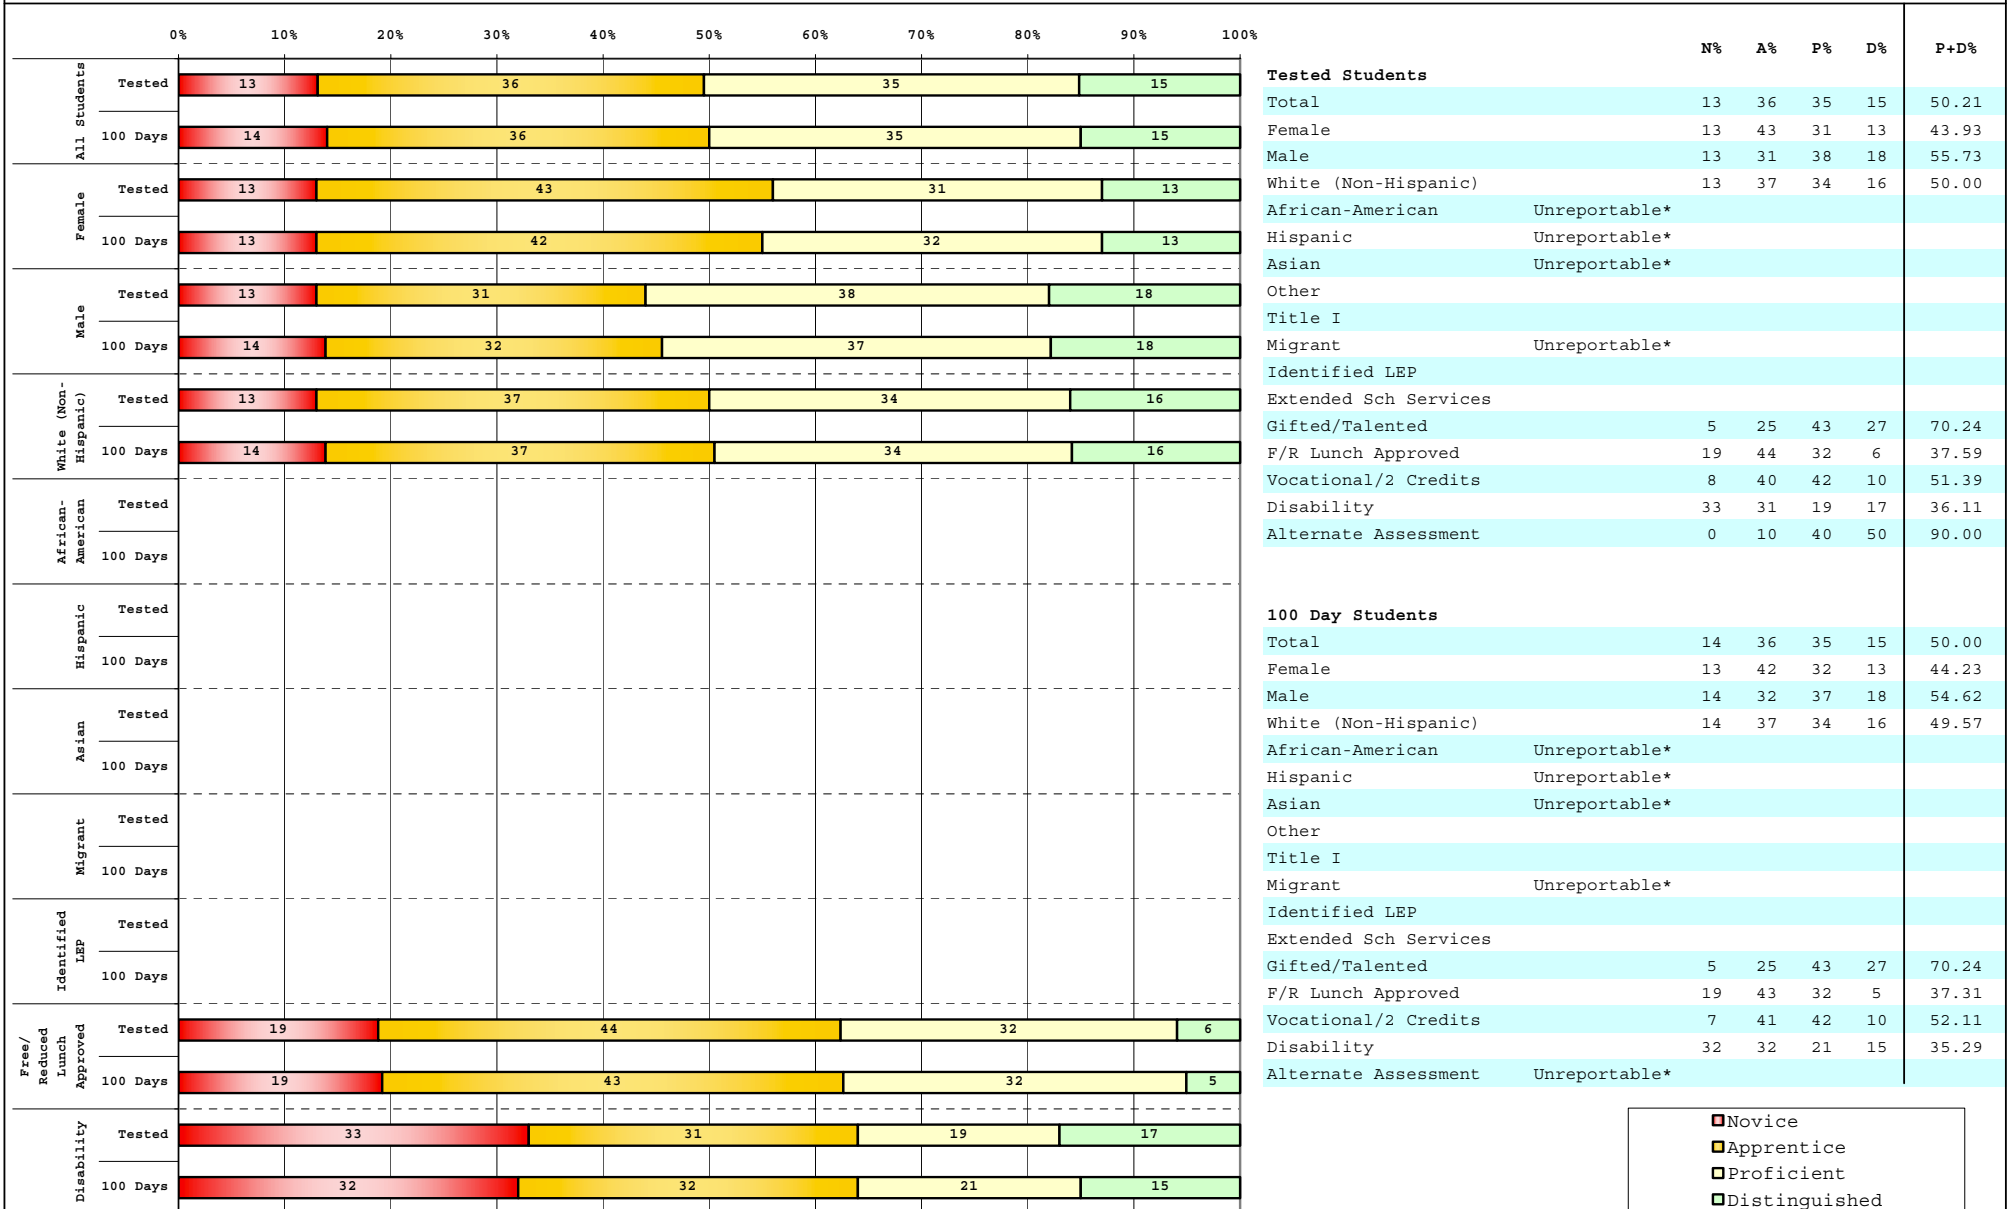 0% 10% 20% 30% 40% 50% 60% 70% 80% 90% 100%
All Students
Tested 13 36 35 15
100 Days 14 36 35 15
Female
Tested 13 43 31 13
100 Days 13 42 32 13
Male
Tested 13 31 38 18
100 Days 14 32 37 18
White (Non-
Hispanic)
Tested 13 37 34 16
100 Days 14 37 34 16
African-
American
Tested
100 Days
Hispanic
Tested
100 Days
Asian
Tested
100 Days
Migrant
Tested
100 Days
Identified
LEP
Tested
100 Days
Free/
Reduced
Lunch
Approved
Tested 19 44 32 6
100 Days 19 43 32 5
Disability
Tested 33 31 19 17
100 Days 32 32 21 15
N% A% P% D% P+D%
Tested Students
Total 13 36 35 15 50.21
Female 13 43 31 13 43.93
Male 13 31 38 18 55.73
White (Non-Hispanic) 13 37 34 16 50.00
African-American Unreportable*
Hispanic Unreportable*
Asian Unreportable*
Other
Title I
Migrant Unreportable*
Identified LEP
Extended Sch Services
Gifted/Talented 5 25 43 27 70.24
F/R Lunch Approved 19 44 32 6 37.59
Vocational/2 Credits 8 40 42 10 51.39
Disability 33 31 19 17 36.11
Alternate Assessment 0 10 40 50 90.00
100 Day Students
Total 14 36 35 15 50.00
Female 13 42 32 13 44.23
Male 14 32 37 18 54.62
White (Non-Hispanic) 14 37 34 16 49.57
African-American Unreportable*
Hispanic Unreportable*
Asian Unreportable*
Other
Title I
Migrant Unreportable*
Identified LEP
Extended Sch Services
Gifted/Talented 5 25 43 27 70.24
F/R Lunch Approved 19 43 32 5 37.31
Vocational/2 Credits 7 41 42 10 52.11
Disability 32 32 21 15 35.29
Alternate Assessment Unreportable*
Novice
Apprentice
Proficient
Distinguished